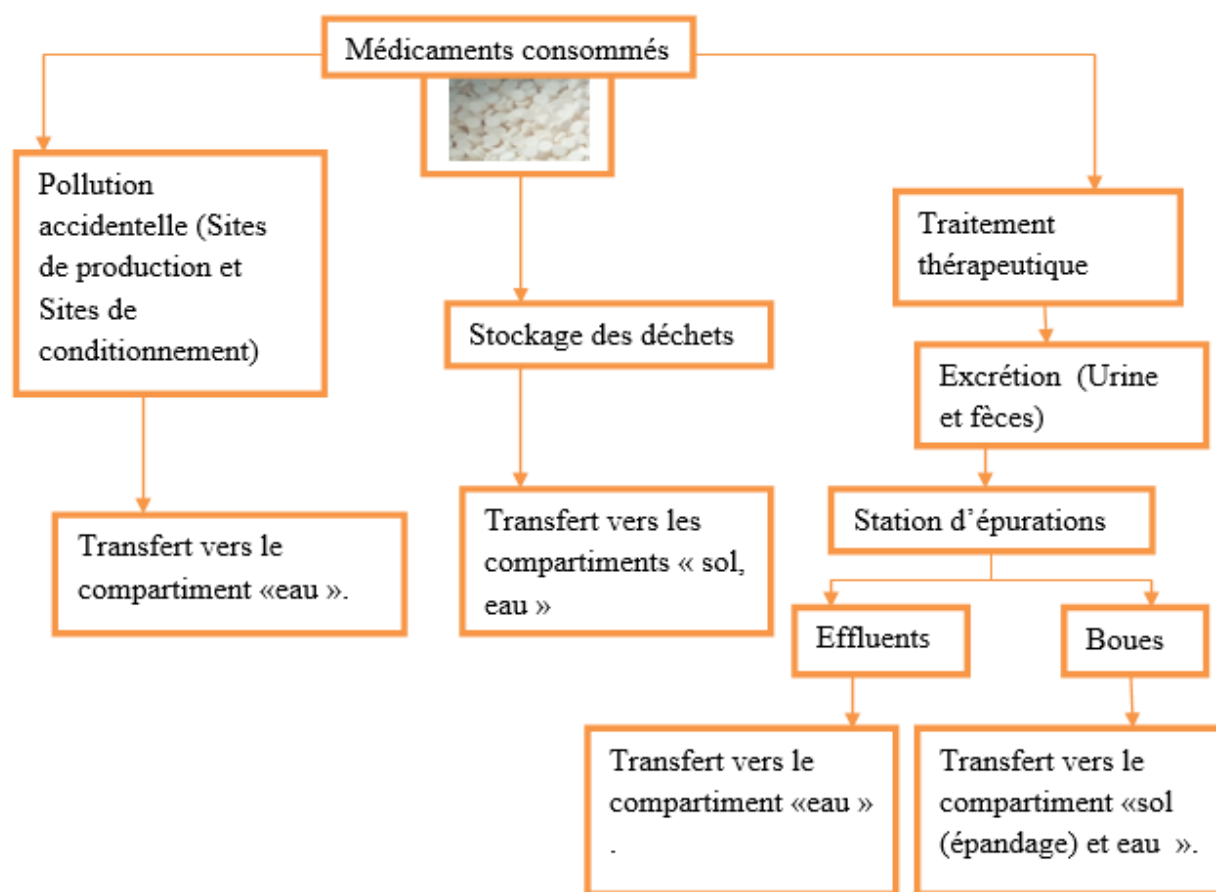 Médicaments consommés
Pollution
accidentelle (Sites
de production et
Sites de
conditionnement)
Traitement
thérapeutique
Stockage des déchets
Excrétion (Urine
et fèces)
Transfert vers le
compartiment «eau ».
Transfert vers les
compartiments « sol,
eau »
Station d’épurations
Effluents
Boues
Transfert vers le
compartiment «eau »
.
Transfert vers le
compartiment «sol
(épandage) et eau ».